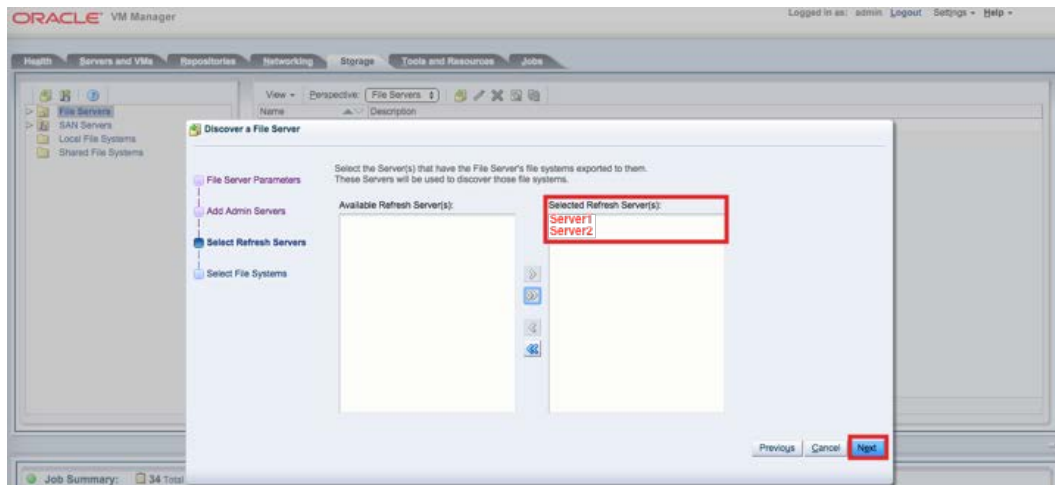 ORACLE VM Manager
Logged in as: admin Logout Settings Help
Health Servers and VMs Repositories Networking Storage Tools and Resources Jobs
View Perspective: File Servers
File Servers
Name Description
SAN Servers
Local File Systems
Shared File Systems
Discover a File Server
Select the Server(s) that have the File Server's file systems exported to them.
These Servers will be used to discover those file systems.
File Server Parameters
Add Admin Servers
Select Refresh Servers
Select File Systems
Available Refresh Server(s):
Selected Refresh Server(s):
Server1
Server2
Previous Cancel Next
Job Summary: 34 Total